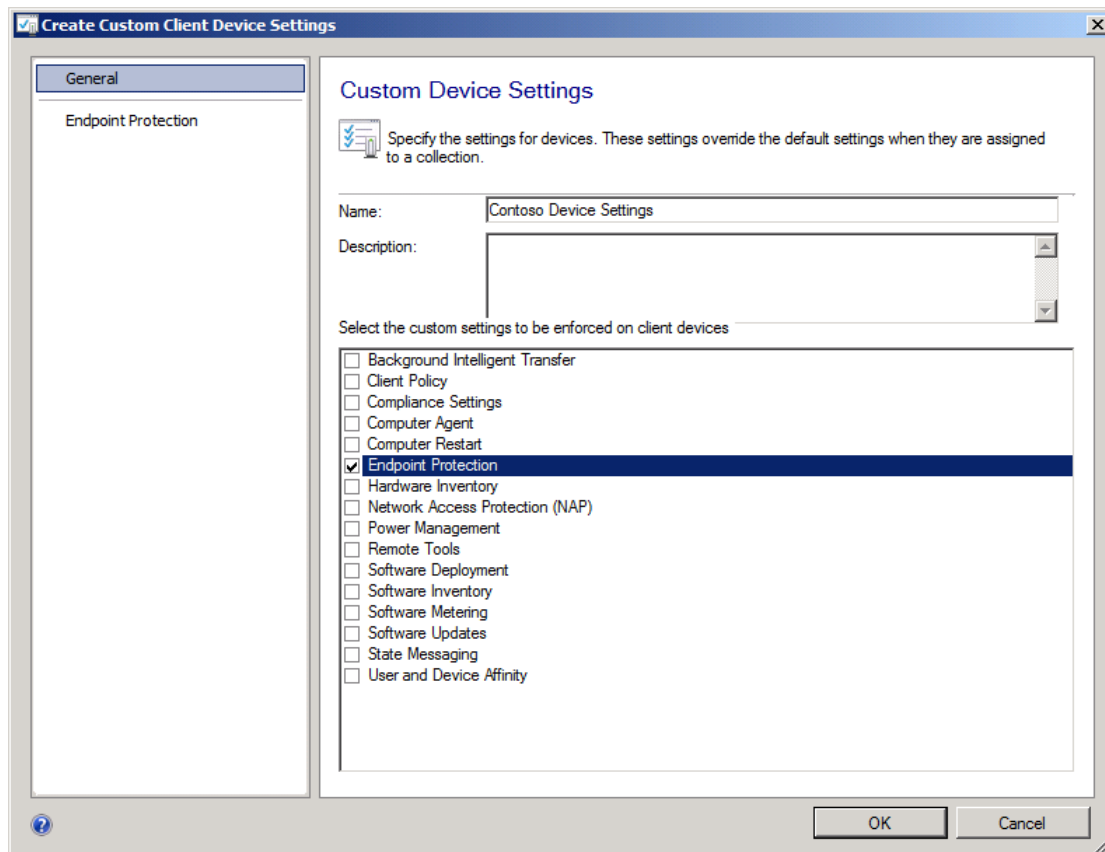 Create Custom Client Device Settings
General
Endpoint Protection
Custom Device Settings
Specify the settings for devices. These settings override the default settings when they are assigned
to a collection.
Name:
Contoso Device Settings
Description:
Select the custom settings to be enforced on client devices
Background Intelligent Transfer
Client Policy
Compliance Settings
Computer Agent
Computer Restart
Endpoint Protection
Hardware Inventory
Network Access Protection (NAP)
Power Management
Remote Tools
Software Deployment
Software Inventory
Software Metering
Software Updates
State Messaging
User and Device Affinity
OK
Cancel